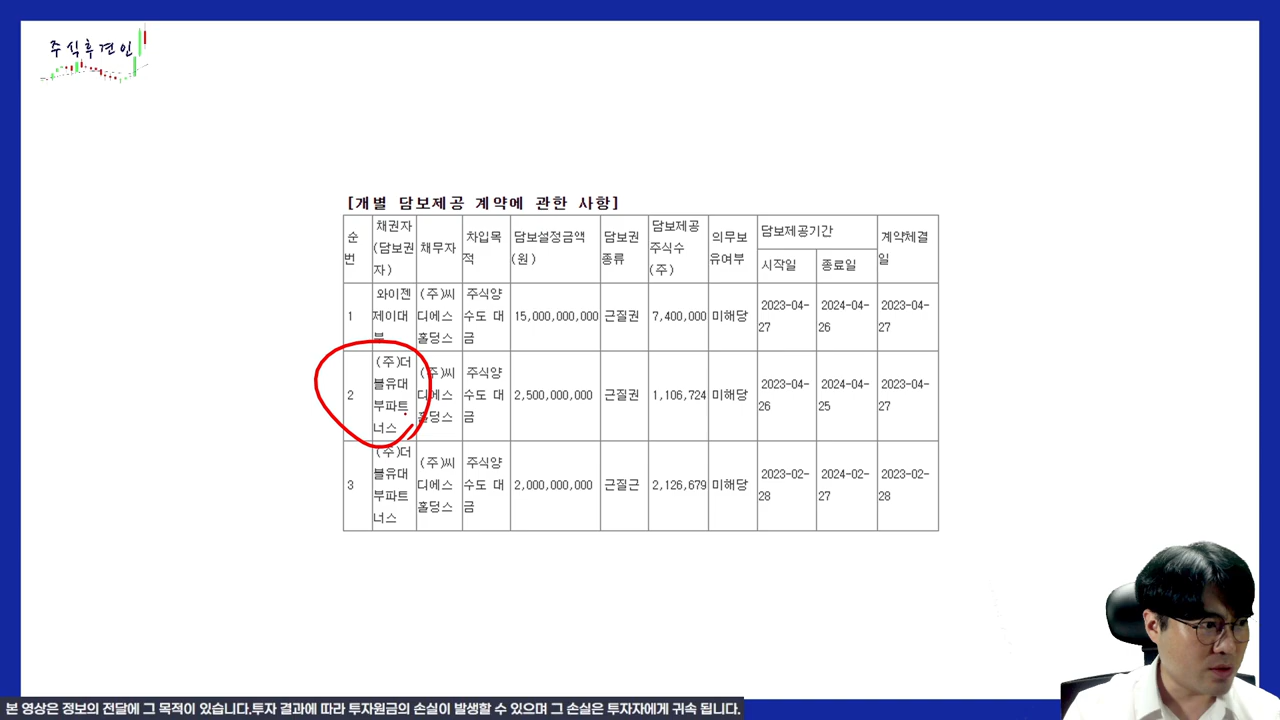 주식후견인
[개별 담보제공 계약에 관한 사항]
순번 채권자(담보권자) 채무자 차입목적 담보설정금액(원) 담보권종류 담보제공주식수(주) 의무보유여부 담보제공기간 계약체결일
시작일 종료일
1 와이젠제이대부 (주)씨디에스홀딩스 주식양수도 대금 15,000,000,000 근질권 7,400,000 미해당 2023-04-27 2024-04-26 2023-04-27
2 (주)더블유대부파트너스 (주)씨디에스홀딩스 주식양수도 대금 2,500,000,000 근질권 1,106,724 미해당 2023-04-26 2024-04-25 2023-04-27
3 (주)더블유대부파트너스 (주)씨디에스홀딩스 주식양수도 대금 2,000,000,000 근질근 2,126,679 미해당 2023-02-28 2024-02-27 2023-02-28
본 영상은 정보의 전달에 그 목적이 있습니다.투자 결과에 따라 투자원금의 손실이 발생할 수 있으며 그 손실은 투자자에게 귀속 됩니다.